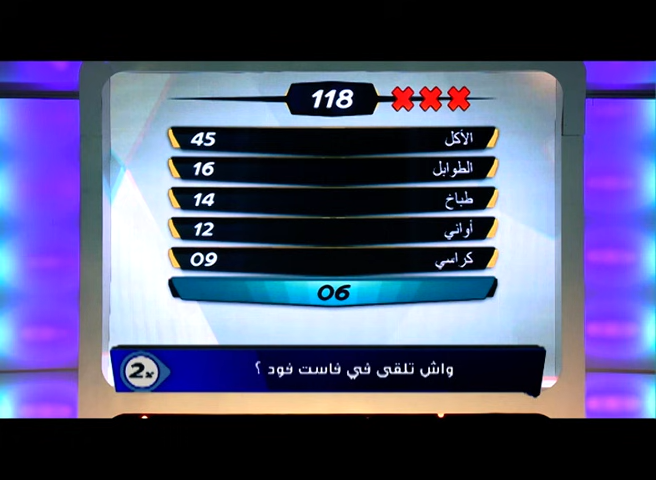 118
الأكل 45
الطوابل 16
طباخ 14
أواني 12
كراسي 09
06
واش تلقى في فاست فود ؟
2x